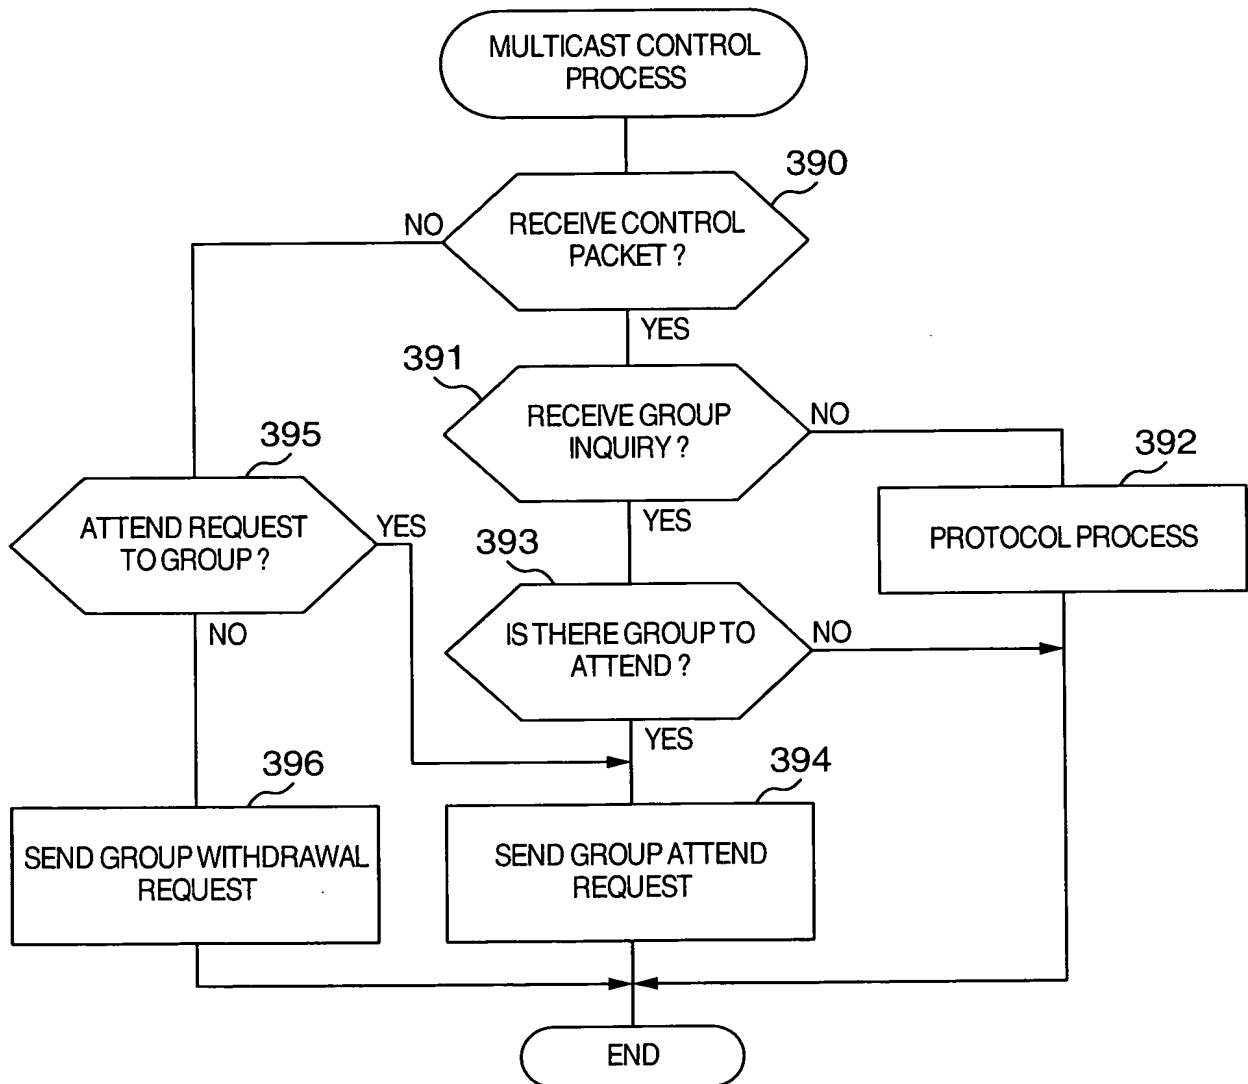 MULTICAST CONTROL
PROCESS
390
RECEIVE CONTROL
PACKET ?
NO
YES
391
RECEIVE GROUP
INQUIRY ?
NO
YES
392
PROTOCOL PROCESS
395
ATTEND REQUEST
TO GROUP ?
YES
NO
393
IS THERE GROUP TO
ATTEND ?
NO
YES
396
SEND GROUP WITHDRAWAL
REQUEST
394
SEND GROUP ATTEND
REQUEST
END